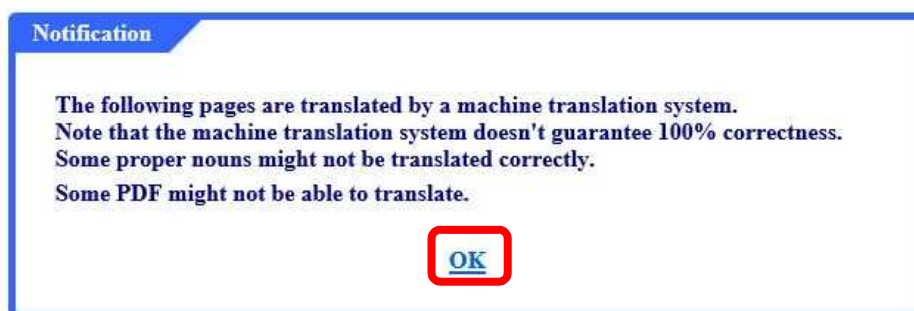 Notification
The following pages are translated by a machine translation system.
Note that the machine translation system doesn't guarantee 100% correctness.
Some proper nouns might not be translated correctly.
Some PDF might not be able to translate.
OK